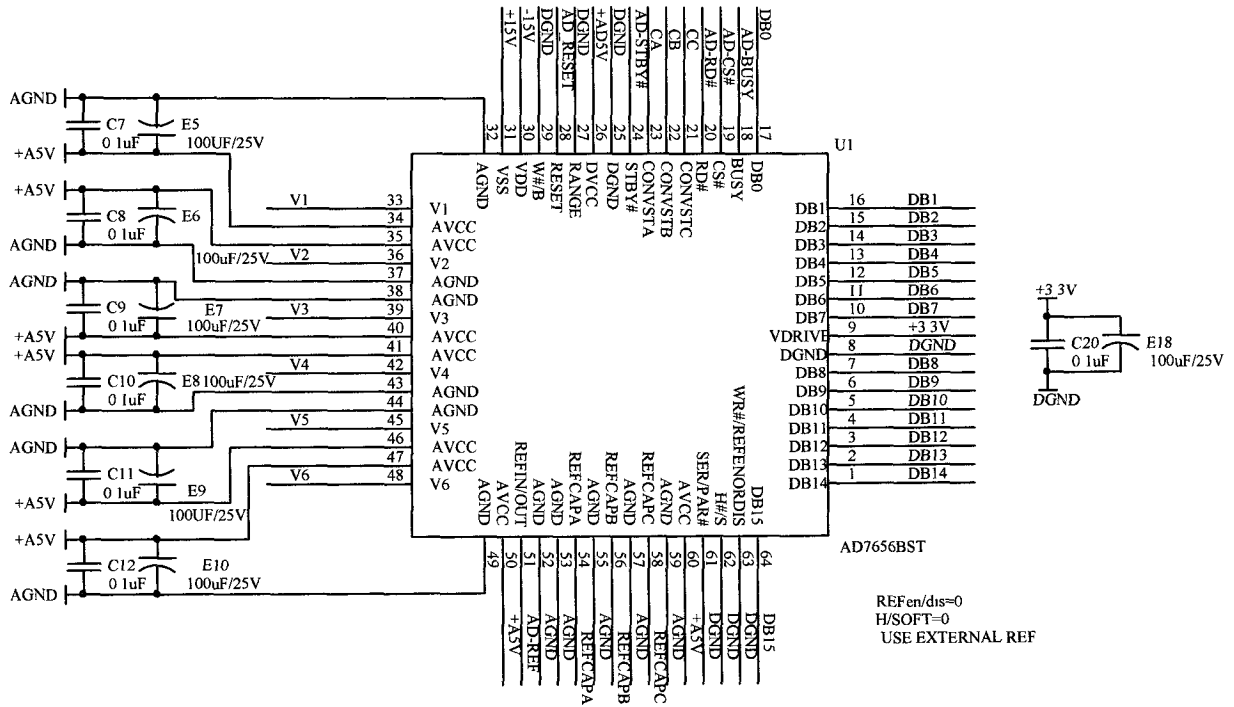 +15V
-15V
DGND
AD_RESET
DGND
+AD5V
DGND
AD-STBY#
CA
CB
CC
AD-RD#
AD-CS#
AD-BUSY
DB0
32
31
30
29
28
27
26
25
24
23
22
21
20
19
18
17
AGND
VSS
VDD
W#/B
RESET
RANGE
DVCC
DGND
STBY#
CONVSTA
CONVSTB
CONVSTC
RD#
CS#
BUSY
DB0
U1
AGND
C7
0 1uF
E5
100UF/25V
+A5V
+A5V
C8
0 1uF
E6
100uF/25V
AGND
AGND
C9
0 1uF
E7
100uF/25V
+A5V
+A5V
C10
0 1uF
E8 100uF/25V
AGND
AGND
C11
0 1uF
E9
100UF/25V
+A5V
+A5V
C12
0 1uF
E10
100uF/25V
AGND
V1 33 V1
34 AVCC
35 AVCC
V2 36 V2
37 AGND
38 AGND
V3 39 V3
40 AVCC
41 AVCC
V4 42 V4
43 AGND
44 AGND
V5 45 V5
46 AVCC
47 AVCC
V6 48 V6
DB1 16 DB1
DB2 15 DB2
DB3 14 DB3
DB4 13 DB4
DB5 12 DB5
DB6 11 DB6
DB7 10 DB7
VDRIVE 9 +3 3V
DGND 8 DGND
DB8 7 DB8
DB9 6 DB9
DB10 5 DB10
DB11 4 DB11
DB12 3 DB12
DB13 2 DB13
DB14 1 DB14
+3 3V
C20
0 1uF
E18
100uF/25V
DGND
AGND
AVCC
REFIN/OUT
AGND
AGND
REFCAPA
AGND
REFCAPB
AGND
REFCAPC
AGND
AVCC
SER/PAR#
H#/S
WR#/REFENORDIS
DB15
49
50
51
52
53
54
55
56
57
58
59
60
61
62
63
64
+A5V
AD-REF
AGND
AGND
REFCAPA
AGND
REFCAPB
AGND
REFCAPC
AGND
+A5V
DGND
DGND
DGND
DB15
AD7656BST
REFen/dis=0
H/SOFT=0
USE EXTERNAL REF